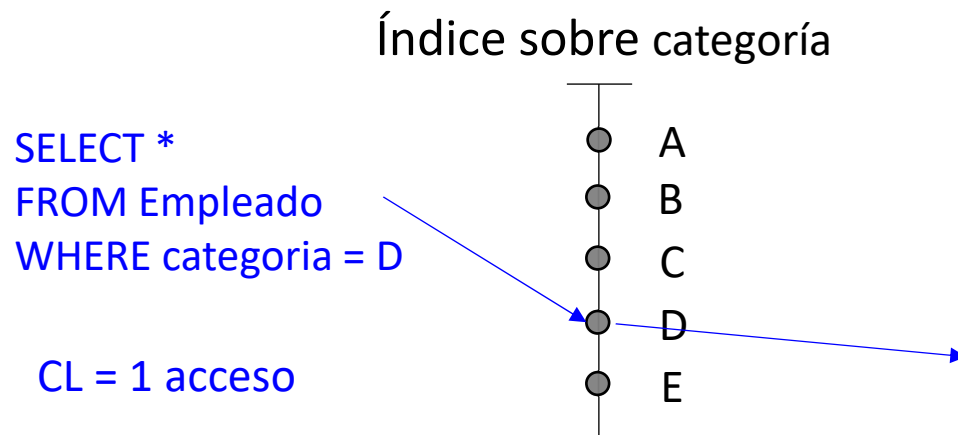 Índice sobre categoría
SELECT *
FROM Empleado
WHERE categoria = D
CL = 1 acceso
A
B
C
D
E